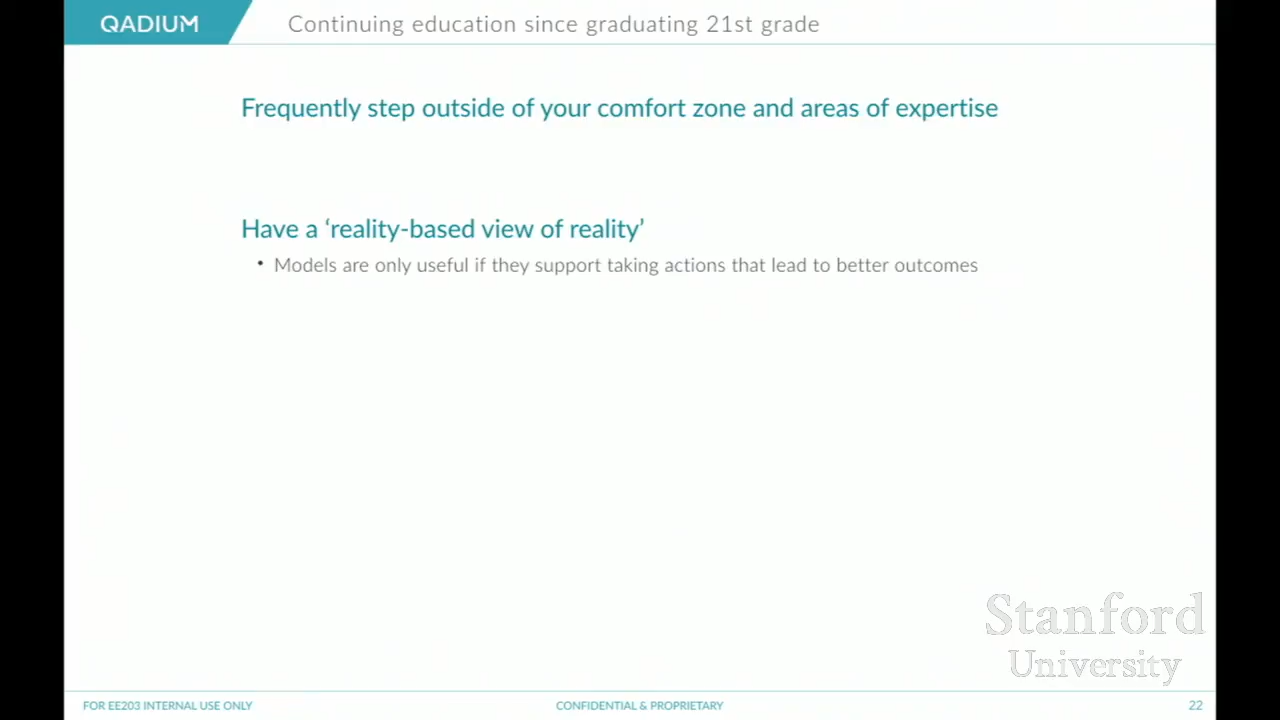 QADIUM
Continuing education since graduating 21st grade
Frequently step outside of your comfort zone and areas of expertise
Have a ‘reality-based view of reality’
• Models are only useful if they support taking actions that lead to better outcomes
Stanford
University
FOR EE203 INTERNAL USE ONLY
CONFIDENTIAL & PROPRIETARY
22